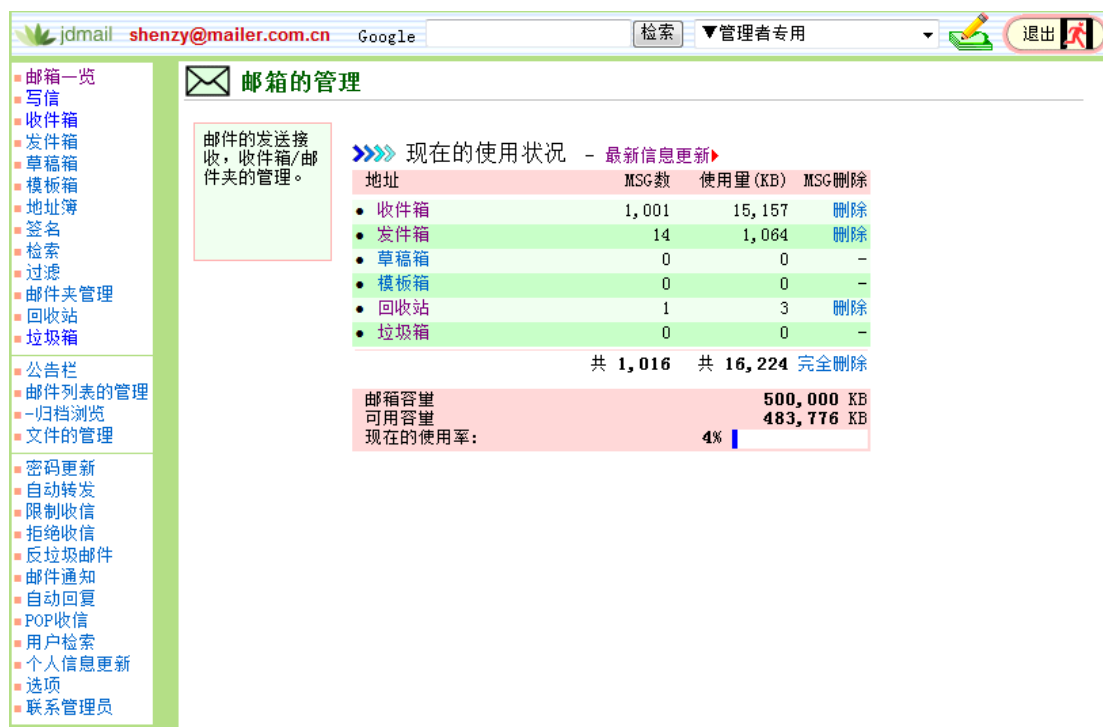 jdmail shenzy@mailer.com.cn Google 检索 ▼管理者专用 退出
邮箱一览
写信
收件箱
发件箱
草稿箱
模板箱
地址簿
签名
检索
过滤
邮件夹管理
回收站
垃圾箱
公告栏
邮件列表的管理
-归档浏览
文件的管理
密码更新
自动转发
限制收信
拒绝收信
反垃圾邮件
邮件通知
自动回复
POP收信
用户检索
个人信息更新
选项
联系管理员
邮箱的管理
邮件的发送接
收，收件箱/邮
件夹的管理。
现在的使用状况 - 最新信息更新
地址 MSG数 使用量(KB) MSG删除
收件箱 1,001 15,157 删除
发件箱 14 1,064 删除
草稿箱 0 0 -
模板箱 0 0 -
回收站 1 3 删除
垃圾箱 0 0 -
共 1,016 共 16,224 完全删除
邮箱容量 500,000 KB
可用容量 483,776 KB
现在的使用率: 4%